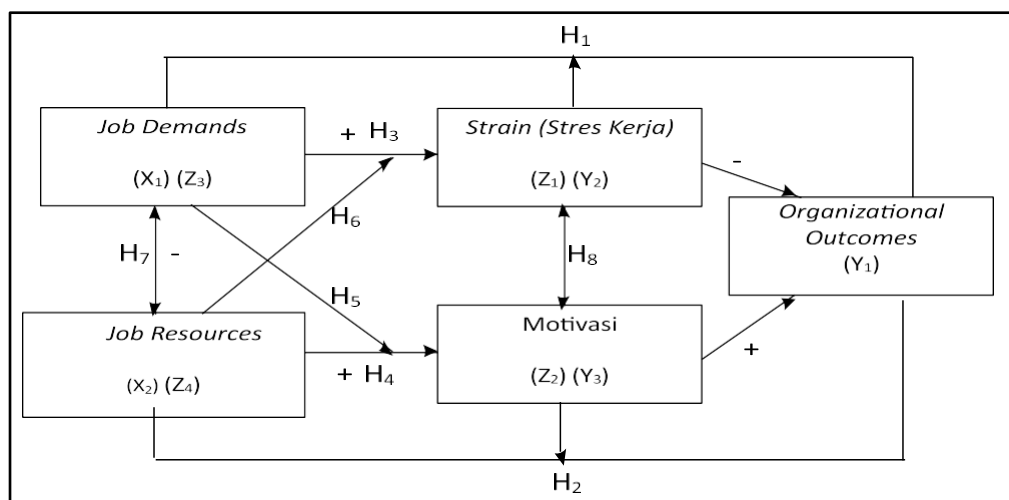 H₁
Job Demands
(X₁) (Z₃)
+ H₃
Strain (Stres Kerja)
(Z₁) (Y₂)
-
Organizational
Outcomes
(Y₁)
H₆
H₇ -
H₅
H₈
Job Resources
(X₂) (Z₄)
+ H₄
Motivasi
(Z₂) (Y₃)
+
H₂